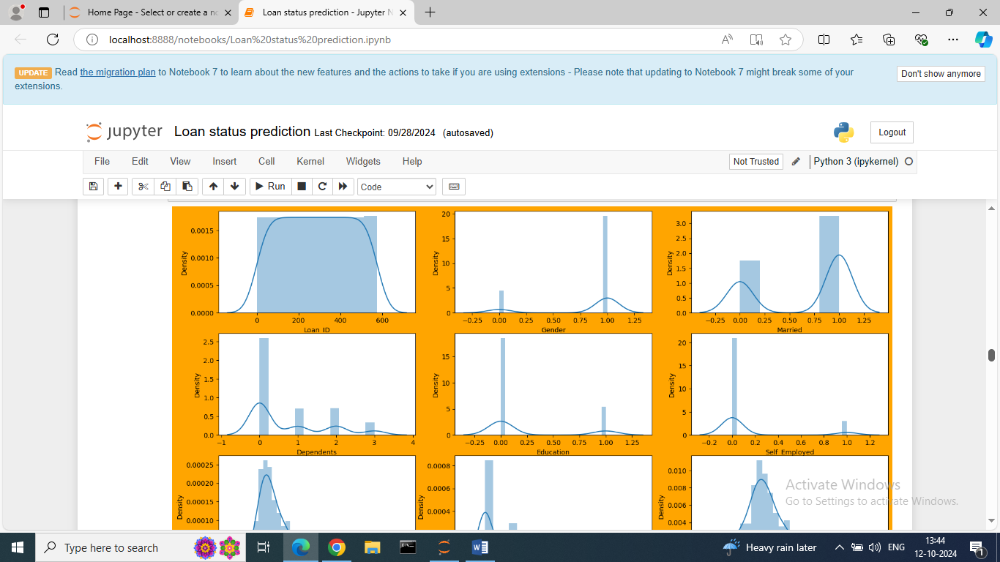 Home Page - Select or create a no
Loan status prediction - Jupyter N
localhost:8888/notebooks/Loan%20status%20prediction.ipynb
UPDATE Read the migration plan to Notebook 7 to learn about the new features and the actions to take if you are using extensions - Please note that updating to Notebook 7 might break some of your
extensions.
Don't show anymore
jupyter Loan status prediction Last Checkpoint: 09/28/2024 (autosaved)
Logout
File Edit View Insert Cell Kernel Widgets Help
Not Trusted Python 3 (ipykernel)
Run Code
0.0015
0.0010
0.0005
0.0000
Density
0 200 400 600
Loan_ID
20
15
10
5
0
Density
−0.25 0.00 0.25 0.50 0.75 1.00 1.25
Gender
3.0
2.5
2.0
1.5
1.0
0.5
0.0
Density
−0.25 0.00 0.25 0.50 0.75 1.00 1.25
Married
2.5
2.0
1.5
1.0
0.5
0.0
Density
−1 0 1 2 3 4
Dependents
15
10
5
0
Density
−0.25 0.00 0.25 0.50 0.75 1.00 1.25
Education
20
15
10
5
0
Density
−0.2 0.0 0.2 0.4 0.6 0.8 1.0 1.2
Self_Employed
0.00025
0.00020
0.00015
0.00010
Density
0.0008
0.0006
0.0004
Density
0.010
0.008
0.006
0.004
Density
Activate Windows
Go to Settings to activate Windows.
Type here to search
Heavy rain later
ENG
13:44
12-10-2024
1